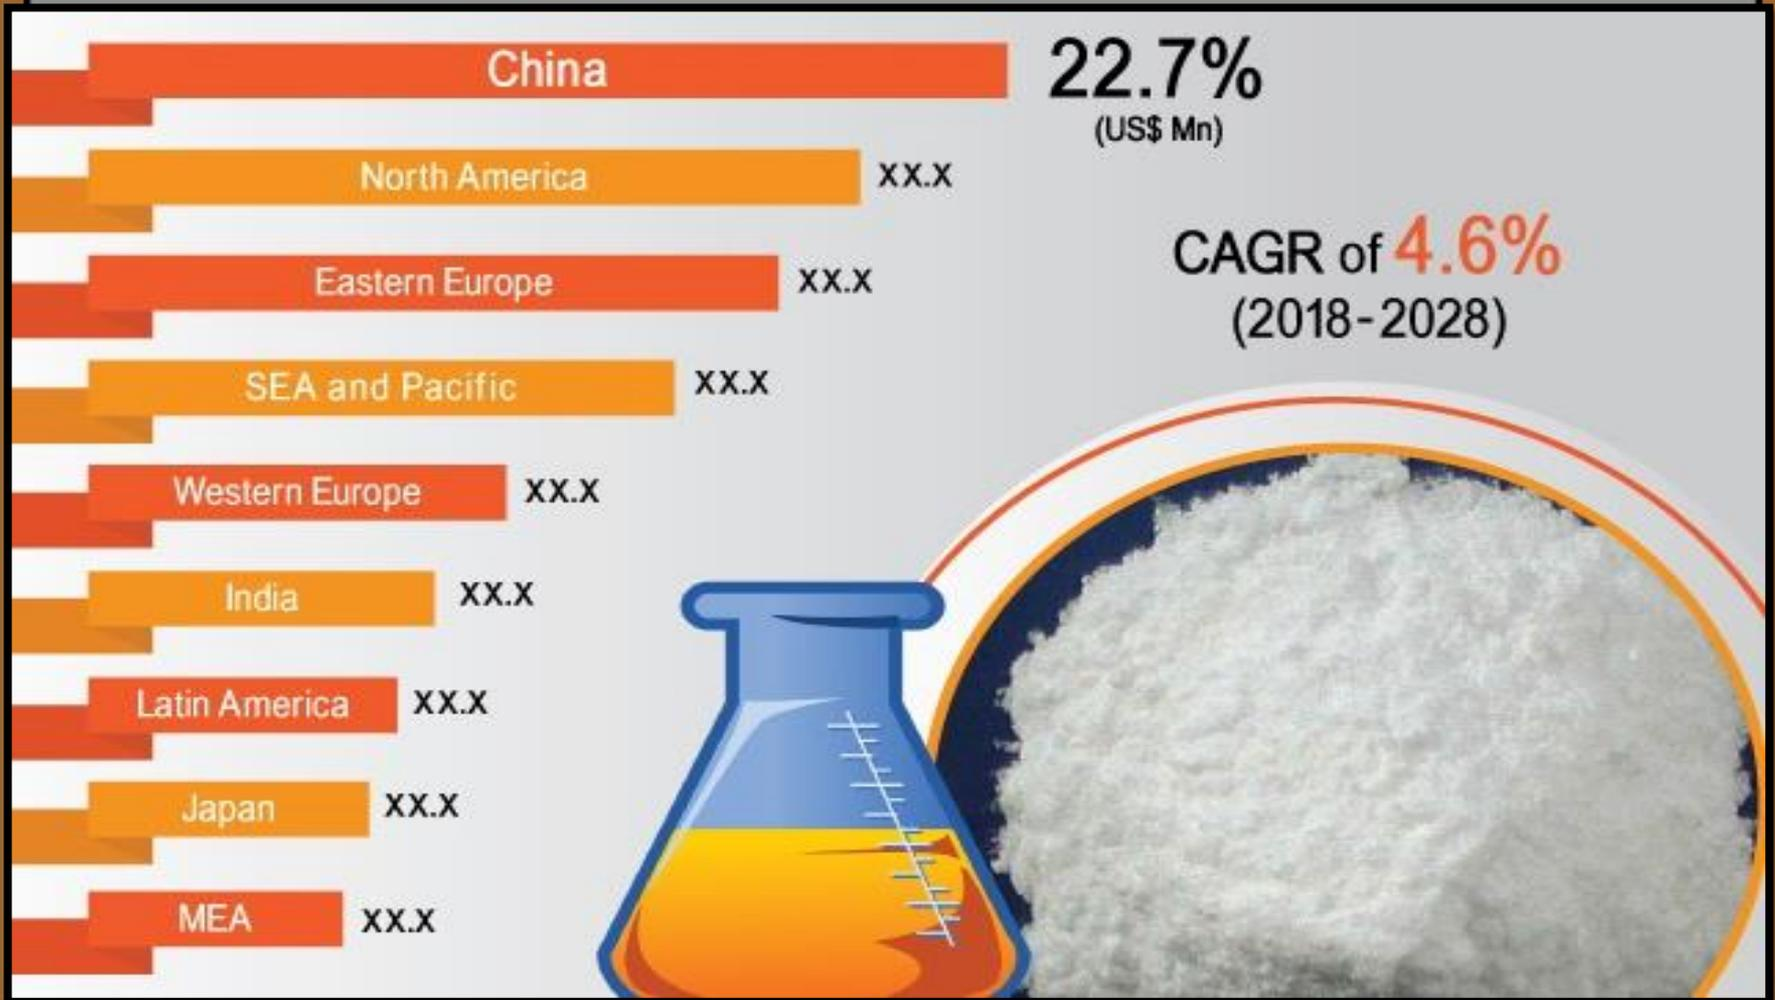 China
22.7%
(US$ Mn)
North America
XX.X
CAGR of 4.6%
(2018-2028)
Eastern Europe
XX.X
SEA and Pacific
XX.X
Western Europe
XX.X
India
XX.X
Latin America
XX.X
Japan
XX.X
MEA
XX.X